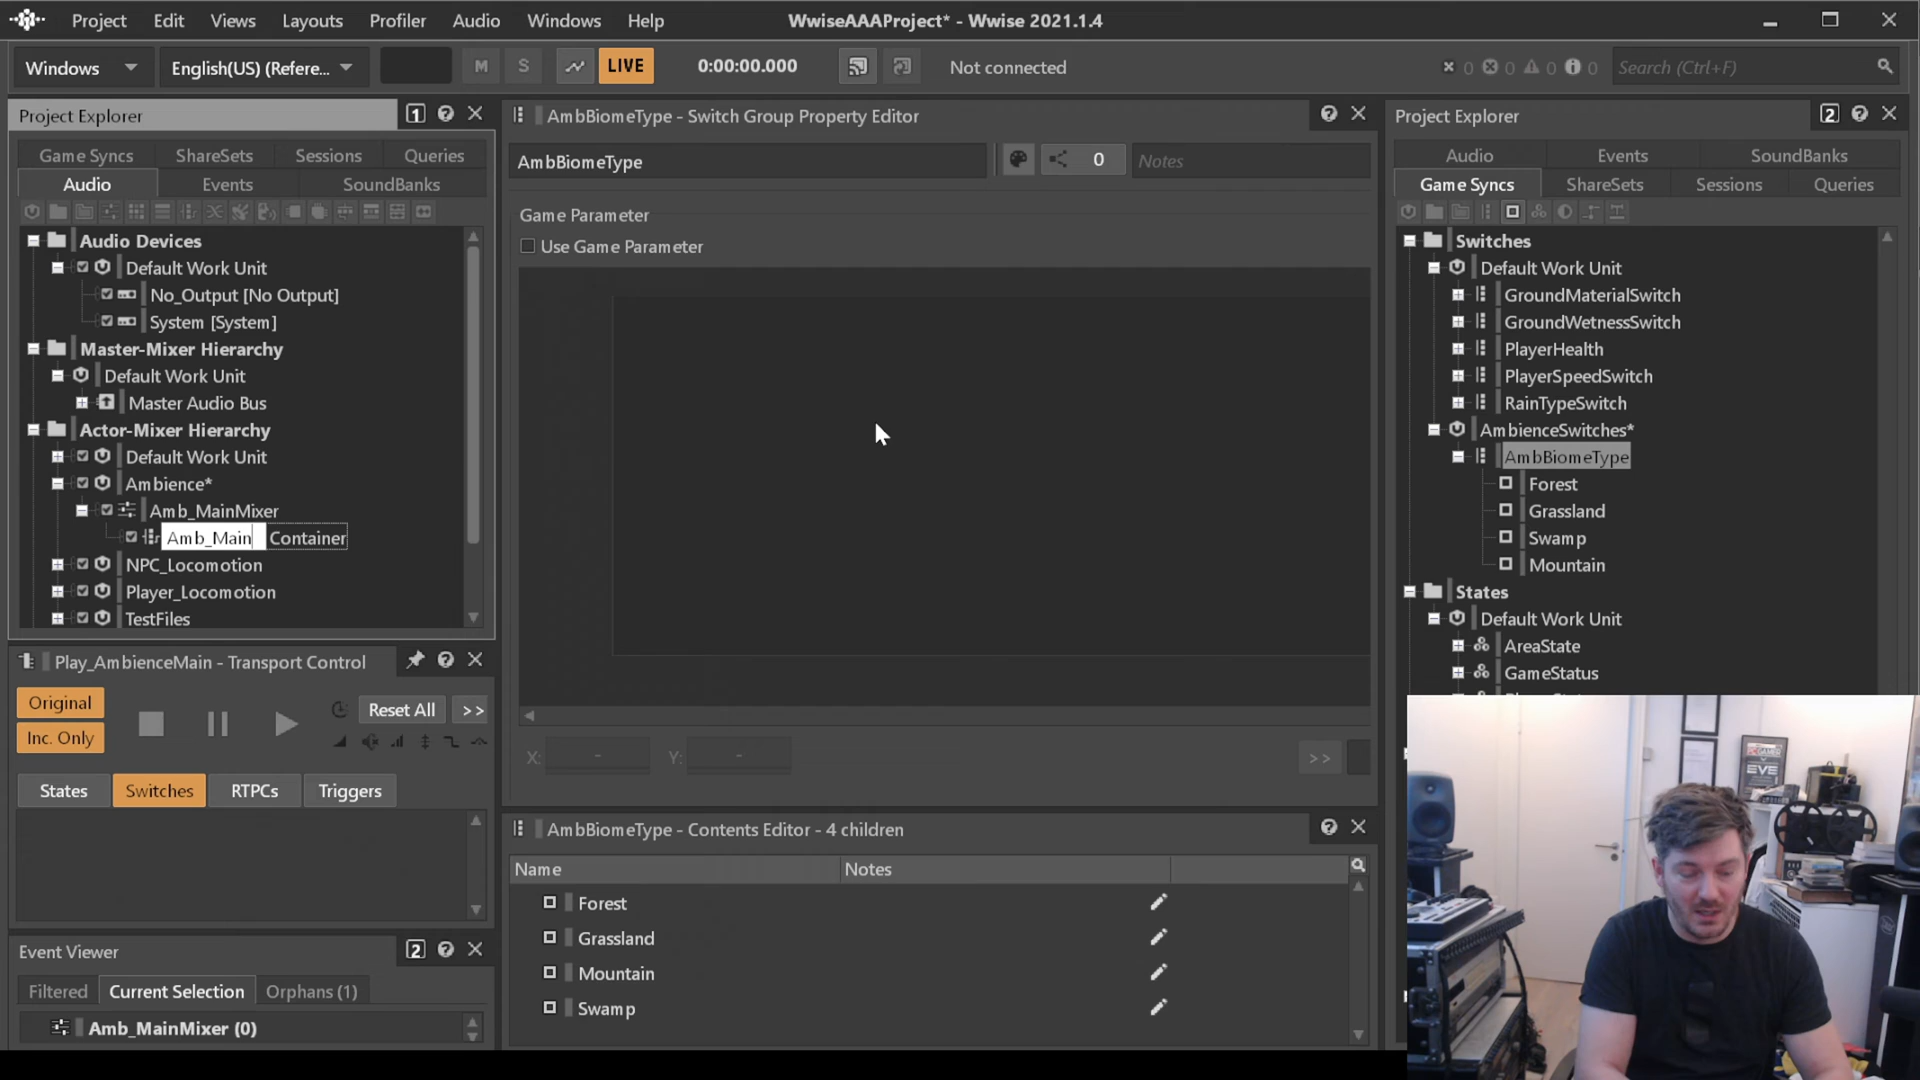 Project Edit Views Layouts Profiler Audio Windows Help
WwiseAAAProject* - Wwise 2021.1.4
Windows
English(US) (Refere...
M S LIVE 0:00:00.000 Not connected
0 0 0 0
Search (Ctrl+F)
Project Explorer 1
Game Syncs ShareSets Sessions Queries
Audio Events SoundBanks
Audio Devices
Default Work Unit
No_Output [No Output]
System [System]
Master-Mixer Hierarchy
Default Work Unit
Master Audio Bus
Actor-Mixer Hierarchy
Default Work Unit
Ambience*
Amb_MainMixer
Amb_Main Container
NPC_Locomotion
Player_Locomotion
TestFiles
Play_AmbienceMain - Transport Control
Original
Inc. Only
Reset All >>
States Switches RTPCs Triggers
Event Viewer 2
Filtered Current Selection Orphans (1)
Amb_MainMixer (0)
AmbBiomeType - Switch Group Property Editor
AmbBiomeType 0 Notes
Game Parameter
Use Game Parameter
X: - Y: - >>
AmbBiomeType - Contents Editor - 4 children
Name Notes
Forest
Grassland
Mountain
Swamp
Project Explorer 2
Audio Events SoundBanks
Game Syncs ShareSets Sessions Queries
Switches
Default Work Unit
GroundMaterialSwitch
GroundWetnessSwitch
PlayerHealth
PlayerSpeedSwitch
RainTypeSwitch
AmbienceSwitches*
AmbBiomeType
Forest
Grassland
Swamp
Mountain
States
Default Work Unit
AreaState
GameStatus
EVE